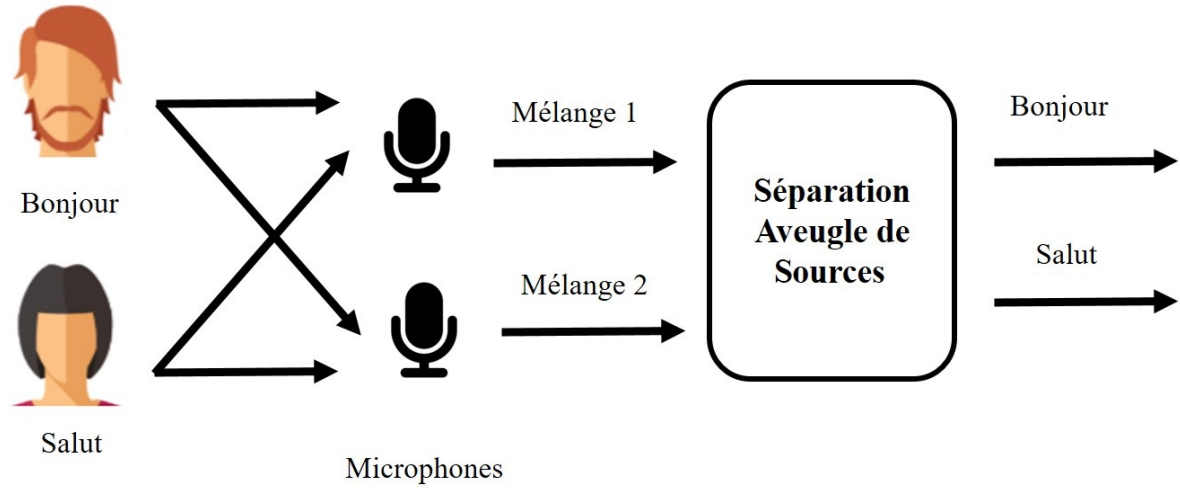 Bonjour
Salut
Microphones
Mélange 1
Mélange 2
Séparation
Aveugle de
Sources
Bonjour
Salut